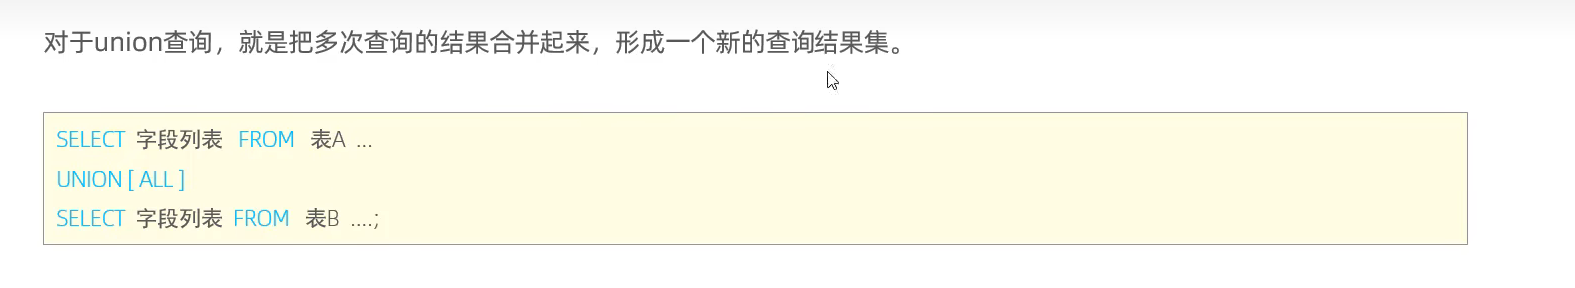 对于union查询，就是把多次查询的结果合并起来，形成一个新的查询结果集。
SELECT 字段列表 FROM 表A ...
UNION [ ALL ]
SELECT 字段列表 FROM 表B ....;